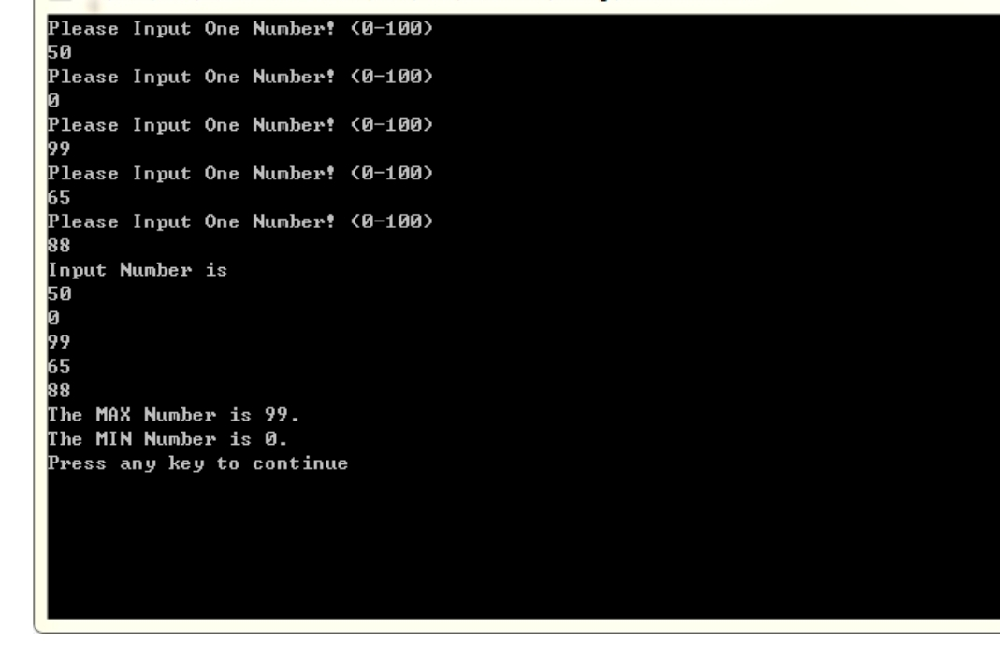 Please Input One Number! (0-100)
50
Please Input One Number! (0-100)
0
Please Input One Number! (0-100)
99
Please Input One Number! (0-100)
65
Please Input One Number! (0-100)
88
Input Number is
50
0
99
65
88
The MAX Number is 99.
The MIN Number is 0.
Press any key to continue